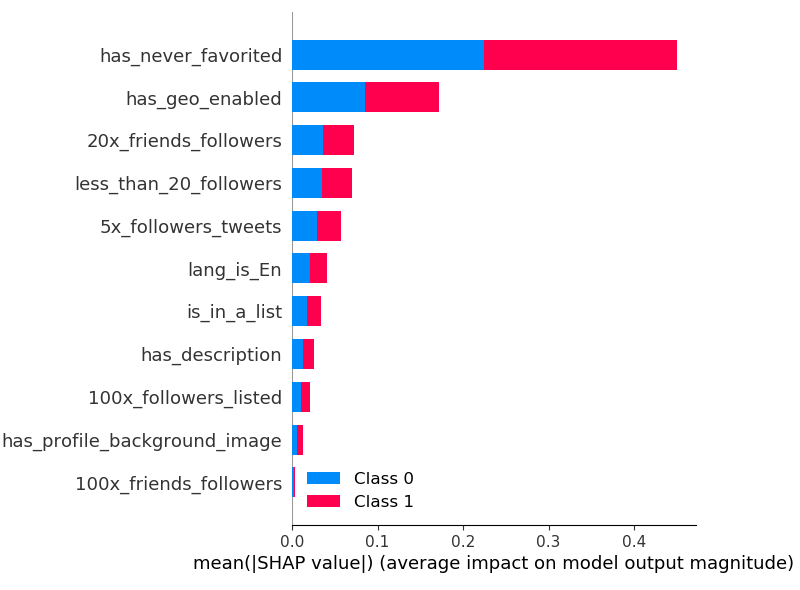 has_never_favorited
has_geo_enabled
20x_friends_followers
less_than_20_followers
5x_followers_tweets
lang_is_En
is_in_a_list
has_description
100x_followers_listed
has_profile_background_image
100x_friends_followers
Class 0
Class 1
0.0 0.1 0.2 0.3 0.4
mean(|SHAP value|) (average impact on model output magnitude)